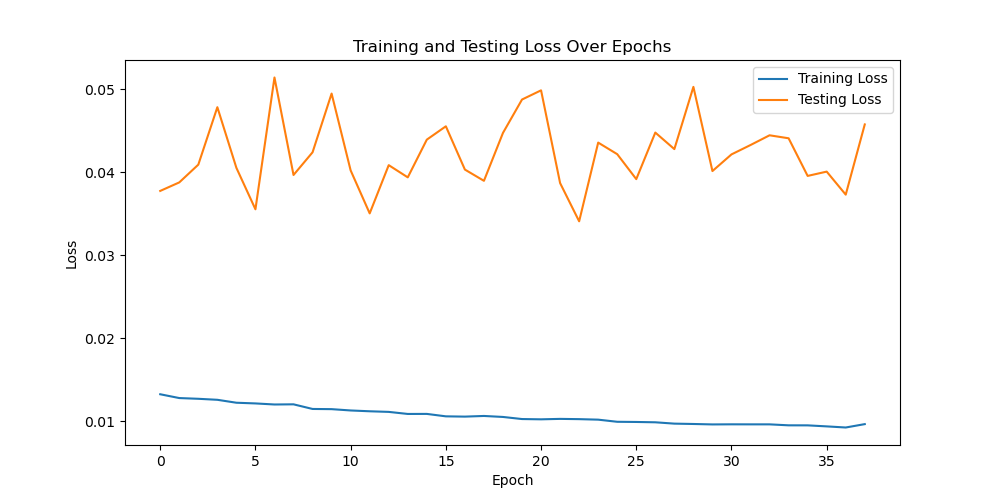 Training and Testing Loss Over Epochs
Training Loss
Testing Loss
Loss
0.05
0.04
0.03
0.02
0.01
0 5 10 15 20 25 30 35
Epoch